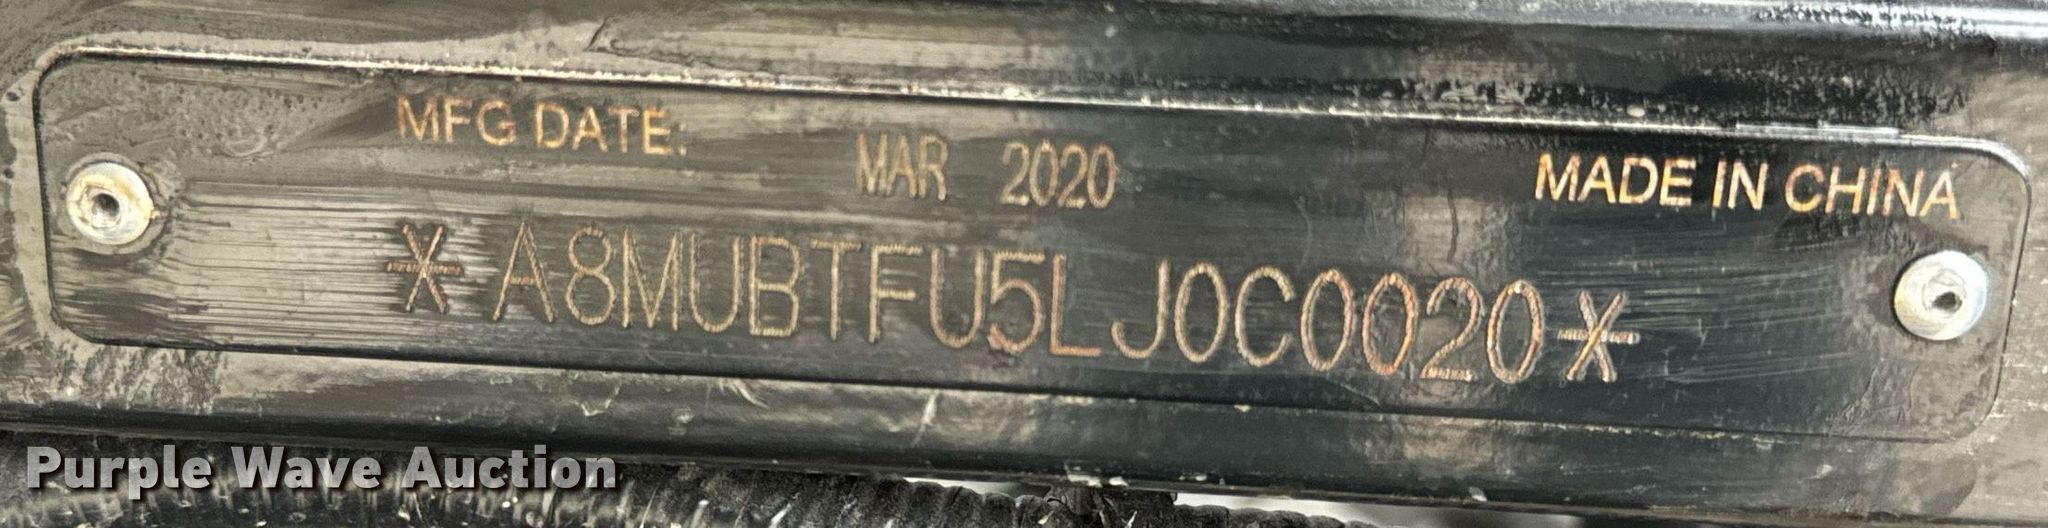 MFG DATE: MAR 2020
MADE IN CHINA
*A8MUBTFU5LJ0C0020*
Purple Wave Auction